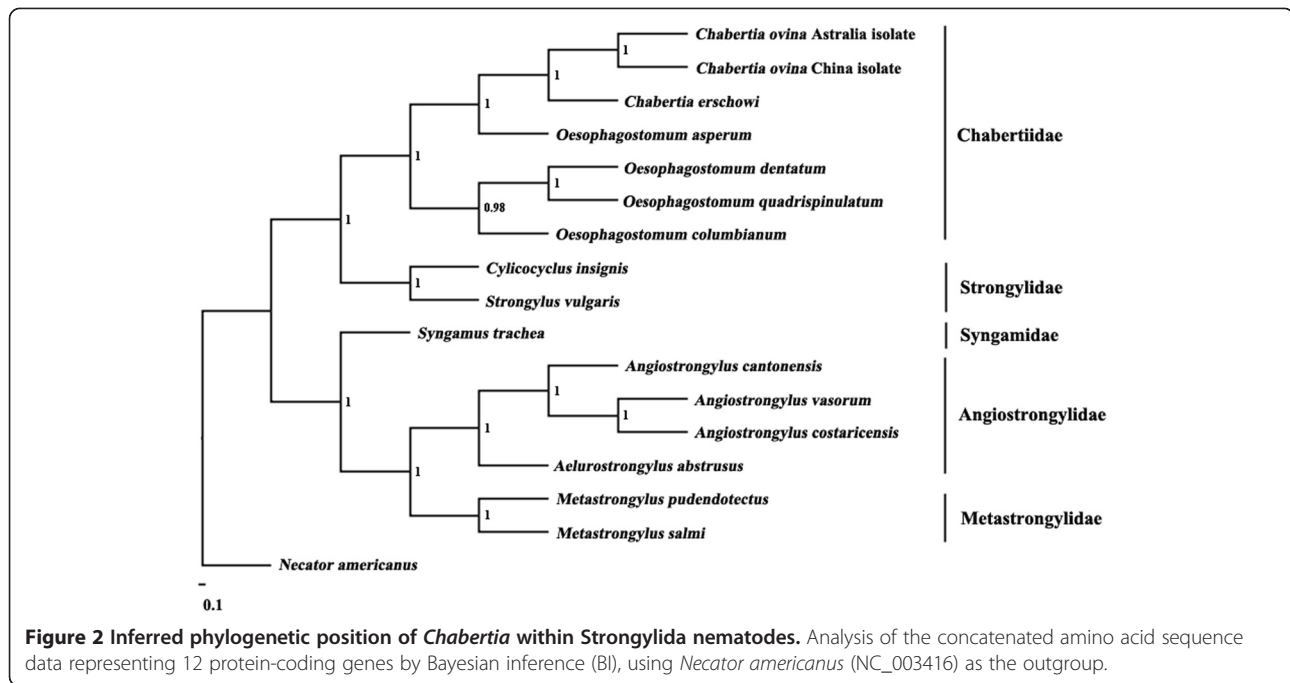 Chabertia ovina Astralia isolate
1
Chabertia ovina China isolate
1
Chabertia erschowi
1
Oesophagostomum asperum
Chabertiidae
1
Oesophagostomum dentatum
1
Oesophagostomum quadrispinulatum
0.98
Oesophagostomum columbianum
1
Cylicocyclus insignis
1
Strongylus vulgaris
Strongylidae
Syngamus trachea
Syngamidae
1
Angiostrongylus cantonensis
1
Angiostrongylus vasorum
1
Angiostrongylus costaricensis
Angiostrongylidae
1
Aelurostrongylus abstrusus
1
Metastrongylus pudendotectus
1
Metastrongylus salmi
Metastrongylidae
Necator americanus
0.1
Figure 2 Inferred phylogenetic position of Chabertia within Strongylida nematodes. Analysis of the concatenated amino acid sequence
data representing 12 protein-coding genes by Bayesian inference (BI), using Necator americanus (NC_003416) as the outgroup.